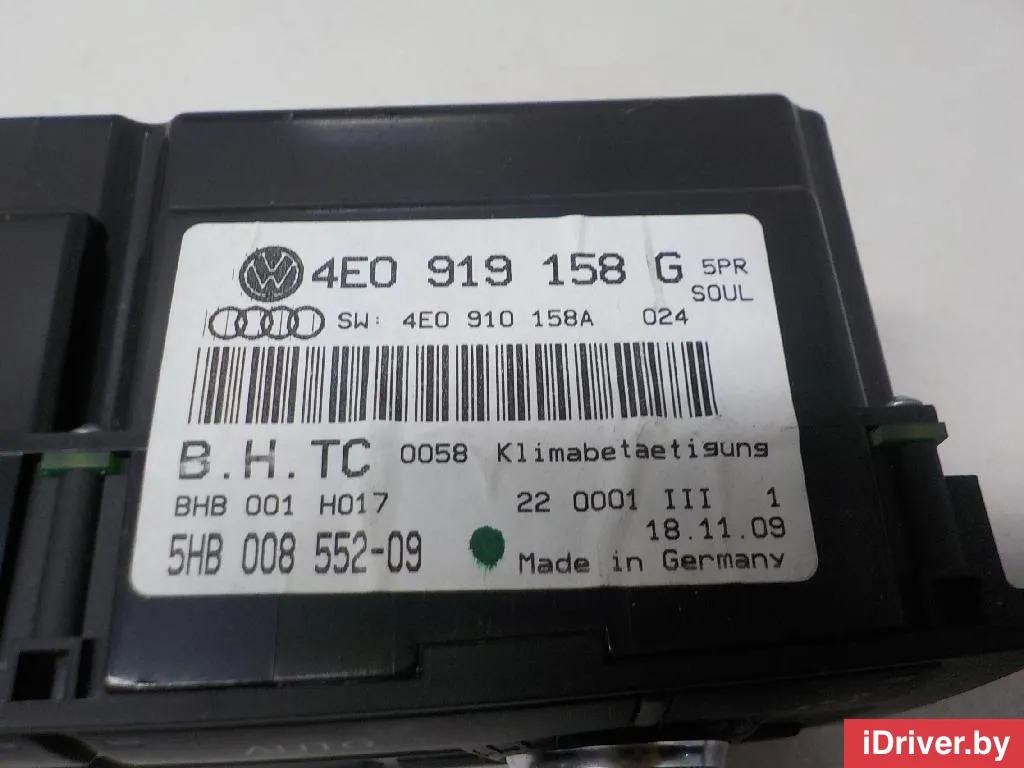 4E0 919 158 G 5PR
SOUL
SW: 4E0 910 158A 024
B.H.TC 0058 Klimabetaetigung
BHB 001 H017 22 0001 III 1
18.11.09
5HB 008 552-09 Made in Germany
AUTO
iDriver.by